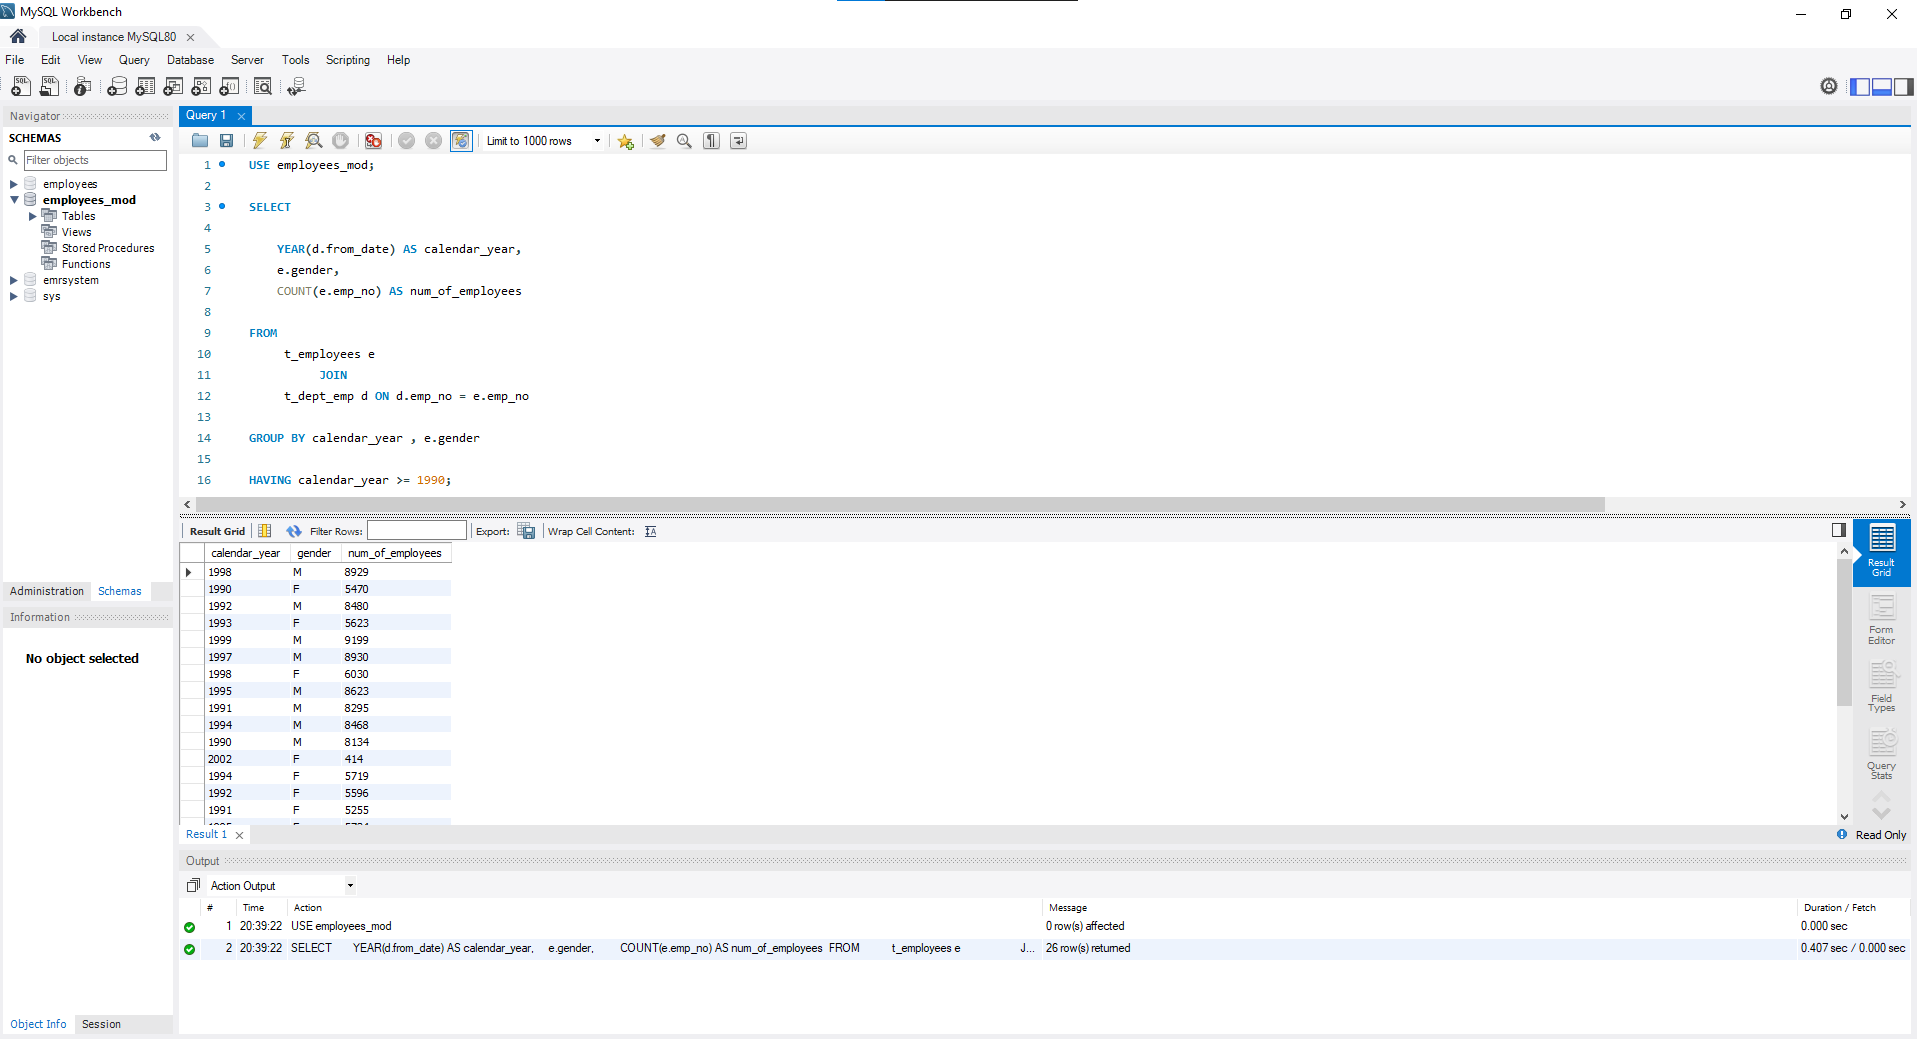 MySQL Workbench
Local instance MySQL80
File Edit View Query Database Server Tools Scripting Help
Navigator
SCHEMAS
Filter objects
employees
employees_mod
Tables
Views
Stored Procedures
Functions
emrsystem
sys
Administration Schemas
Information
No object selected
Object Info Session
Query 1
Limit to 1000 rows
1 USE employees_mod;
2
3 SELECT
4
5 YEAR(d.from_date) AS calendar_year,
6 e.gender,
7 COUNT(e.emp_no) AS num_of_employees
8
9 FROM
10 t_employees e
11 JOIN
12 t_dept_emp d ON d.emp_no = e.emp_no
13
14 GROUP BY calendar_year , e.gender
15
16 HAVING calendar_year >= 1990;
Result Grid Filter Rows: Export: Wrap Cell Content:
calendar_year gender num_of_employees
1998 M 8929
1990 F 5470
1992 M 8480
1993 F 5623
1999 M 9199
1997 M 8930
1998 F 6030
1995 M 8623
1991 M 8295
1994 M 8468
1990 M 8134
2002 F 414
1994 F 5719
1992 F 5596
1991 F 5255
Result
Grid
Form
Editor
Field
Types
Query
Stats
Result 1
Read Only
Output
Action Output
# Time Action Message Duration / Fetch
1 20:39:22 USE employees_mod 0 row(s) affected 0.000 sec
2 20:39:22 SELECT YEAR(d.from_date) AS calendar_year, e.gender, COUNT(e.emp_no) AS num_of_employees FROM t_employees e J... 26 row(s) returned 0.407 sec / 0.000 sec